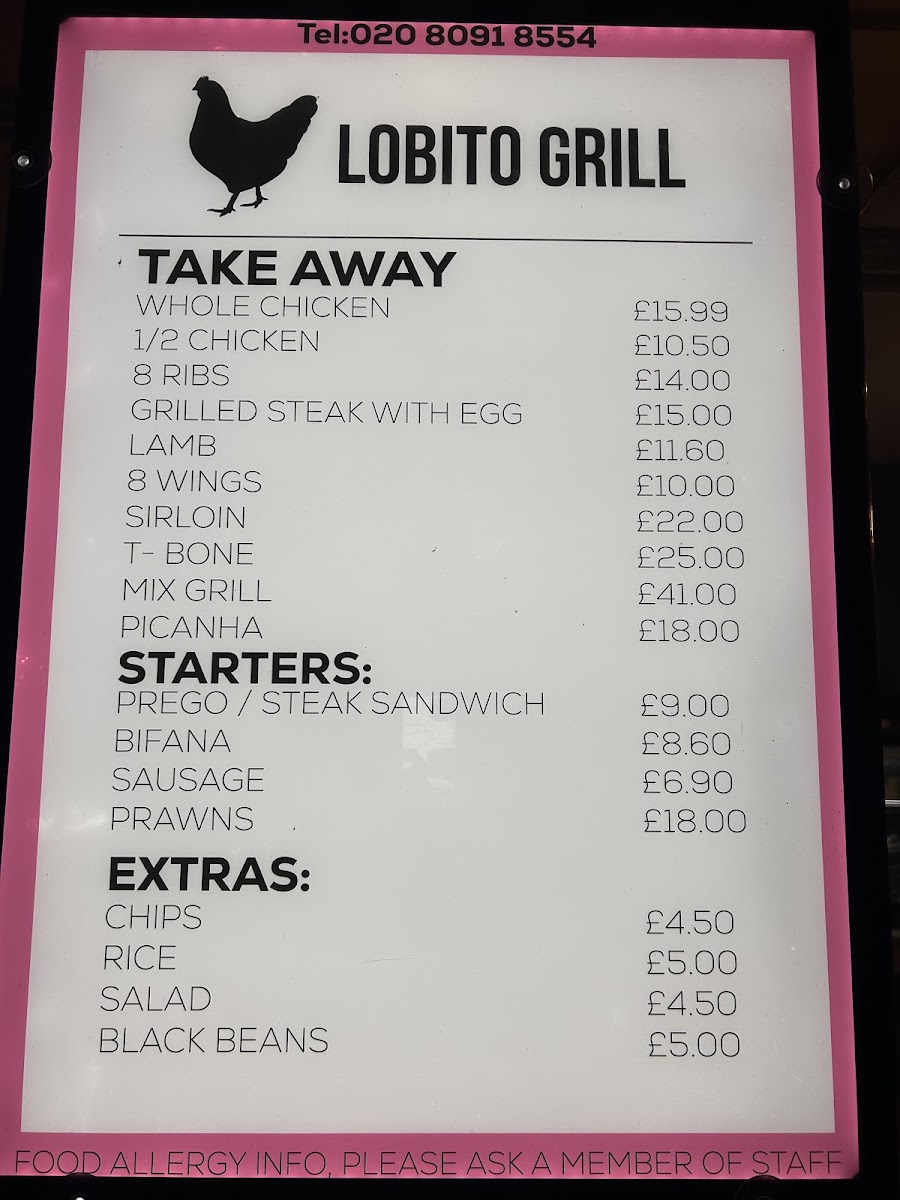 Tel:020 8091 8554
LOBITO GRILL
TAKE AWAY
WHOLE CHICKEN £15.99
1/2 CHICKEN £10.50
8 RIBS £14.00
GRILLED STEAK WITH EGG £15.00
LAMB £11.60
8 WINGS £10.00
SIRLOIN £22.00
T- BONE £25.00
MIX GRILL £41.00
PICANHA £18.00
STARTERS:
PREGO / STEAK SANDWICH £9.00
BIFANA £8.60
SAUSAGE £6.90
PRAWNS £18.00
EXTRAS:
CHIPS £4.50
RICE £5.00
SALAD £4.50
BLACK BEANS £5.00
FOOD ALLERGY INFO, PLEASE ASK A MEMBER OF STAFF